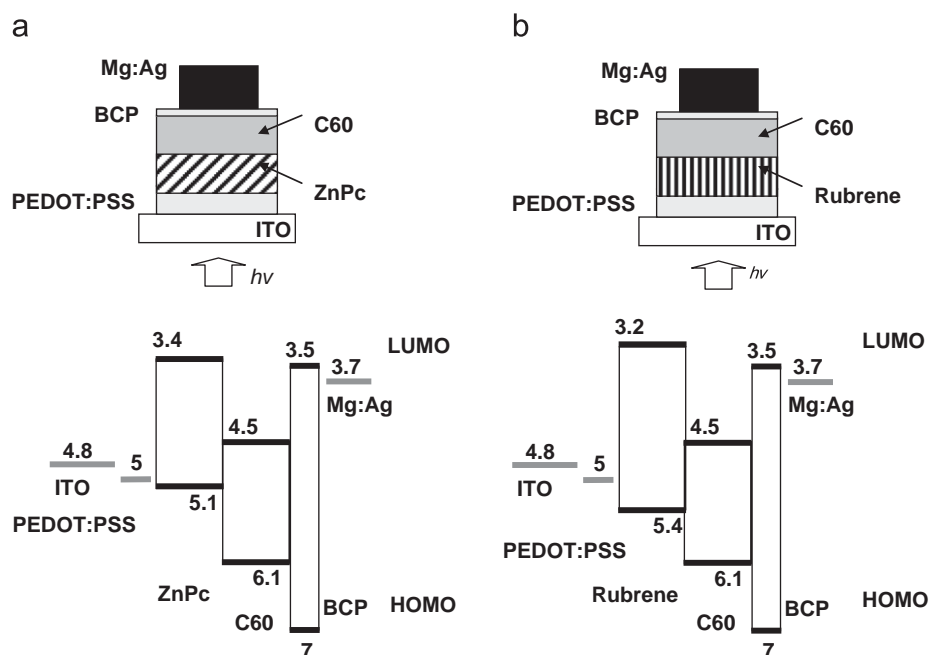 a
Mg:Ag
BCP
C60
ZnPc
PEDOT:PSS
ITO
hν
3.4
3.5
LUMO
3.7
Mg:Ag
4.5
4.8
5
ITO
5.1
PEDOT:PSS
6.1
ZnPc
BCP
HOMO
C60
7
b
Mg:Ag
BCP
C60
Rubrene
PEDOT:PSS
ITO
hν
3.2
3.5
LUMO
3.7
Mg:Ag
4.5
4.8
5
ITO
5.4
PEDOT:PSS
6.1
Rubrene
BCP
HOMO
C60
7